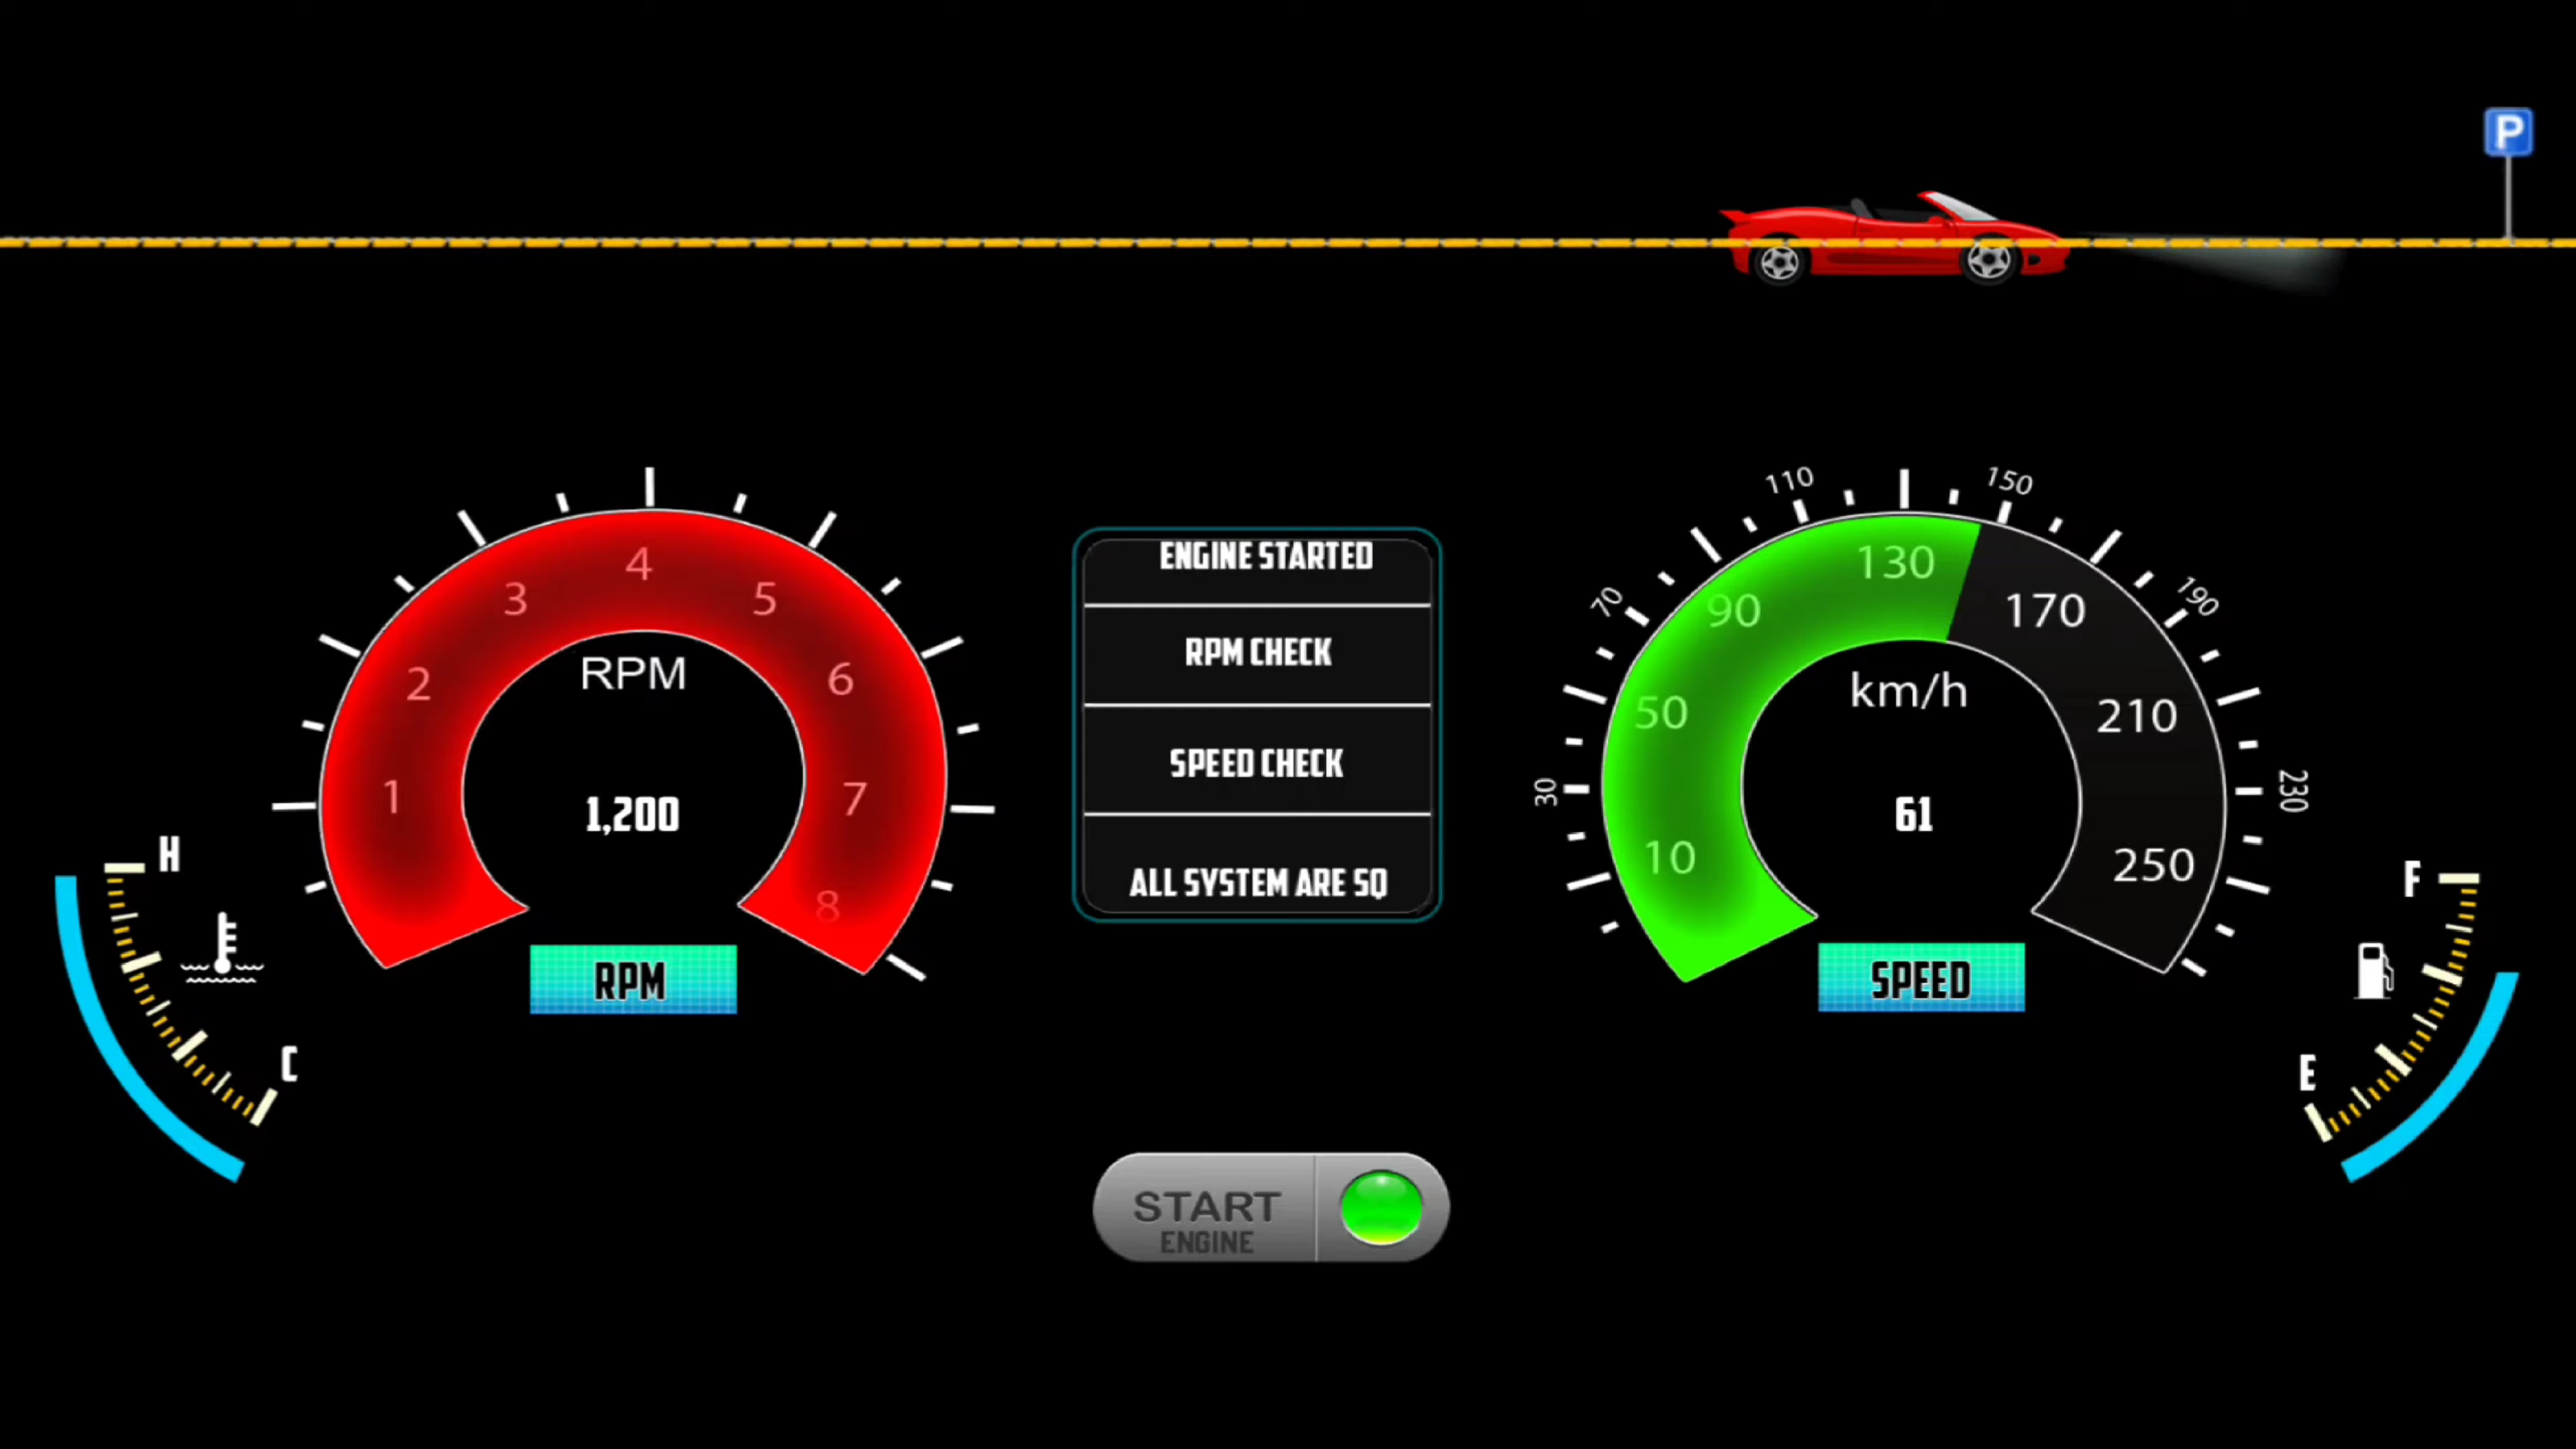 P
ENGINE STARTED
RPM CHECK
SPEED CHECK
ALL SYSTEM ARE SQ
1
2
3
4
5
6
7
8
RPM
1,200
RPM
10
30
50
70
90
110
130
150
170
190
210
230
250
km/h
61
SPEED
H
C
F
E
START
ENGINE